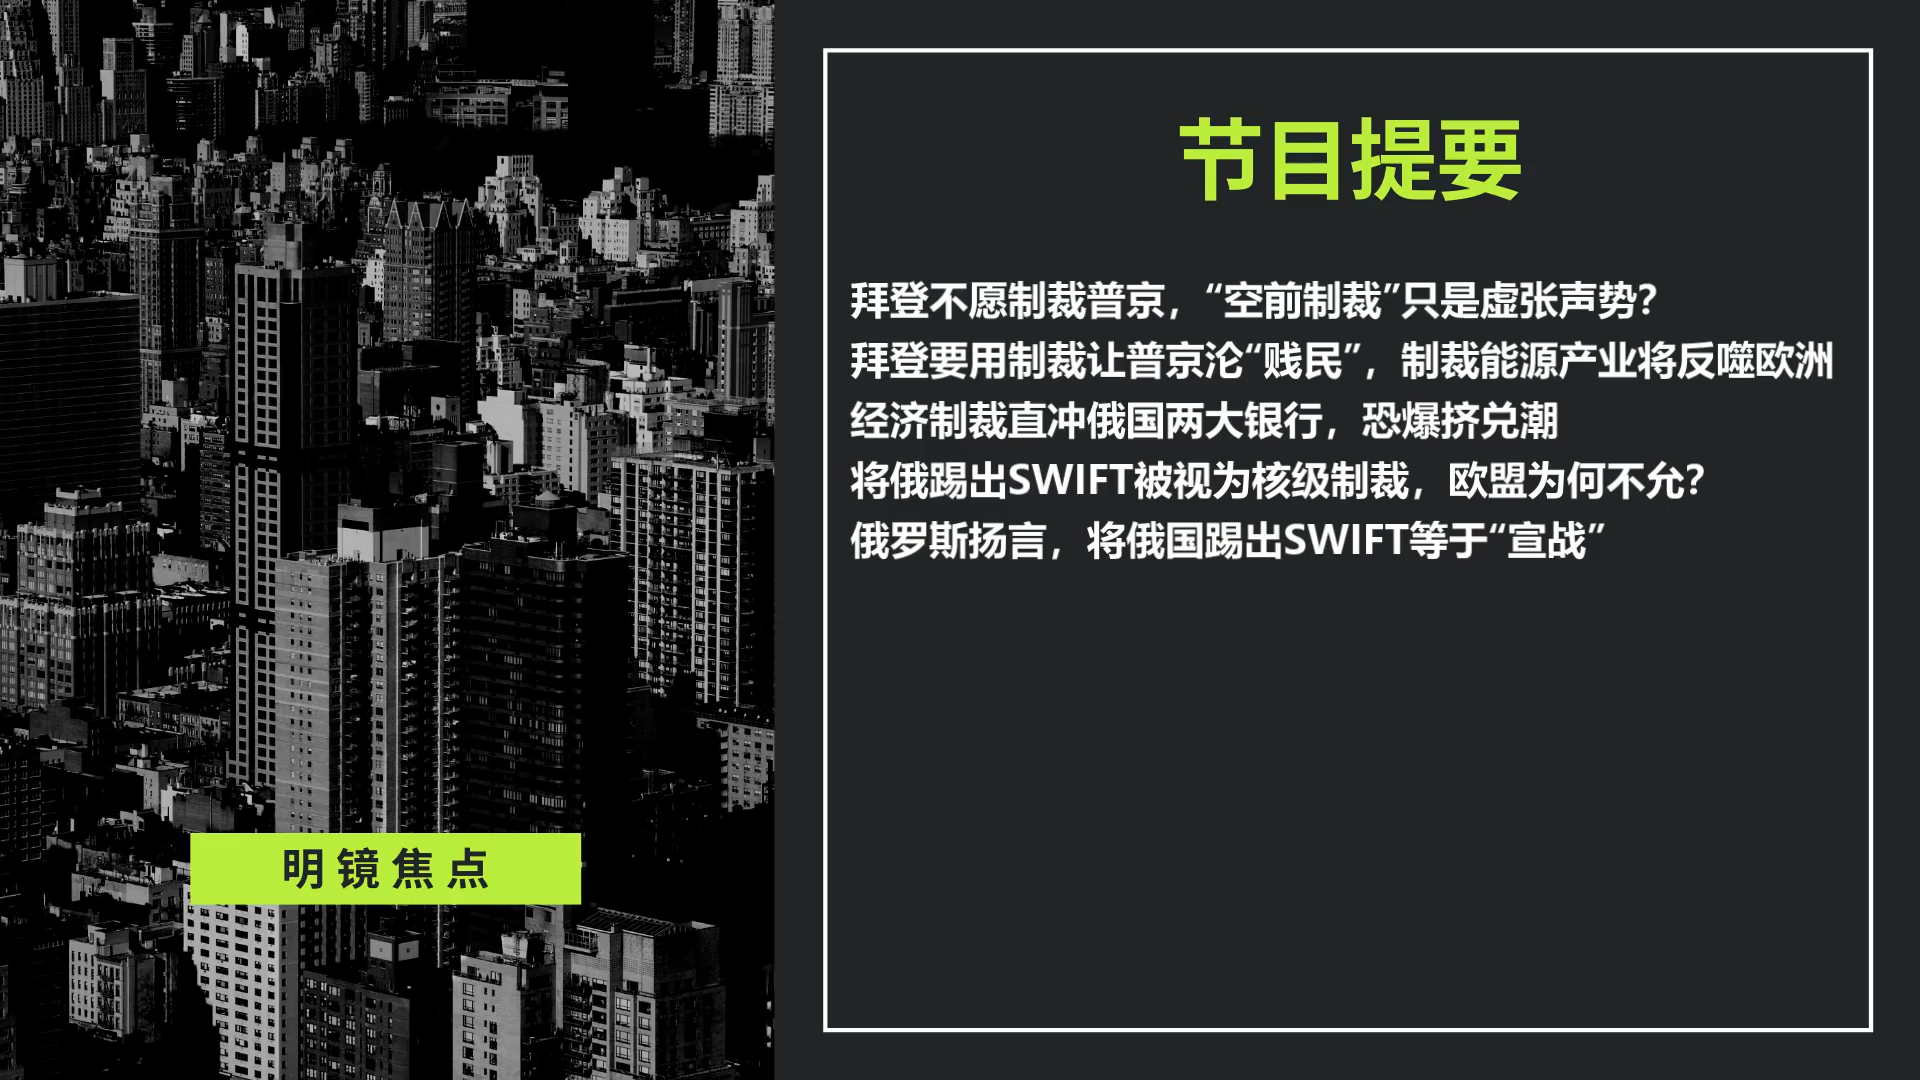 节目提要
拜登不愿制裁普京，“空前制裁”只是虚张声势？
拜登要用制裁让普京沦“贱民”，制裁能源产业将反噬欧洲
经济制裁直冲俄国两大银行，恐爆挤兑潮
将俄踢出SWIFT被视为核级制裁，欧盟为何不允？
俄罗斯扬言，将俄国踢出SWIFT等于“宣战”
明镜焦点